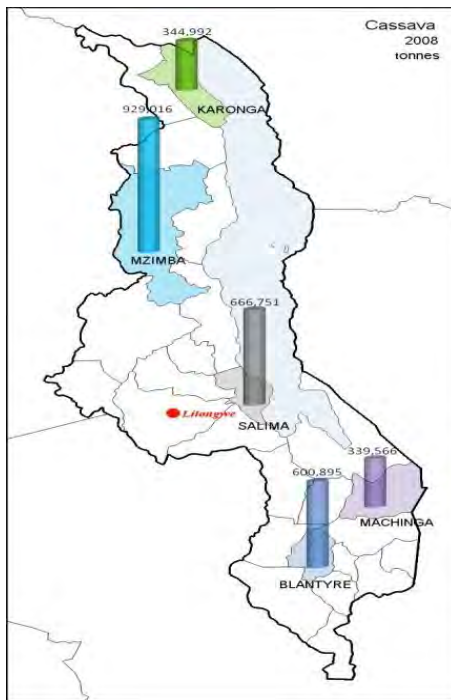 Cassava
2008
tonnes
344,992
KARONGA
929,016
MZIMBA
666,751
Lilongwe
SALIMA
339,566
600,895
MACHINGA
BLANTYRE